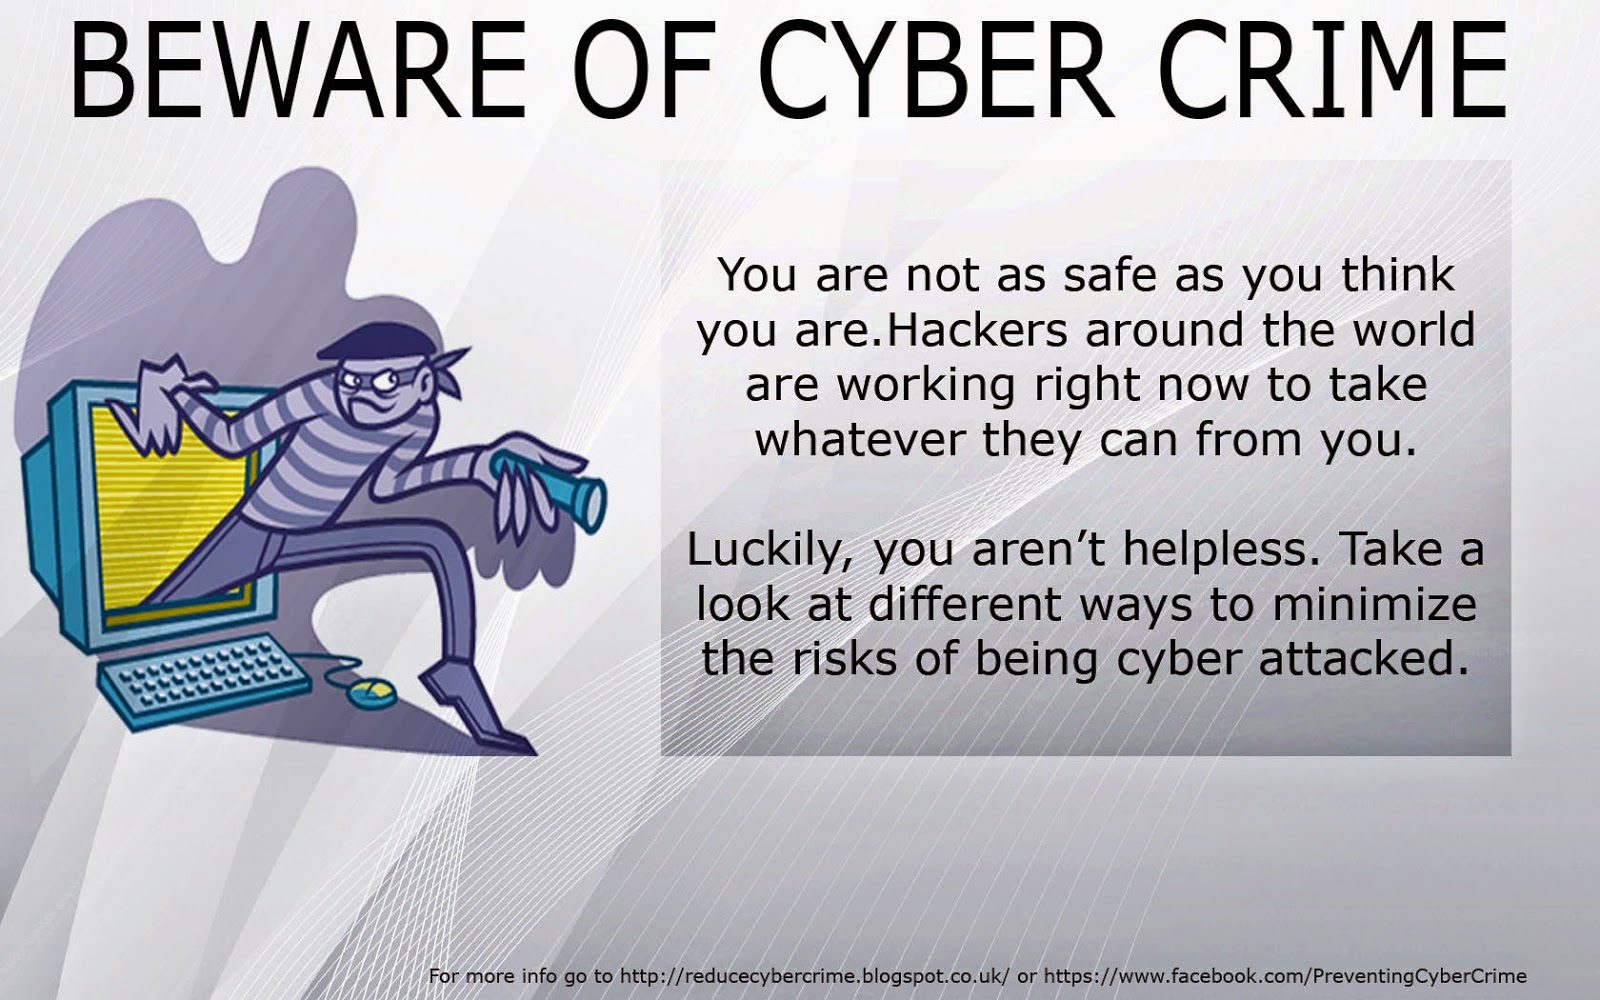 BEWARE OF CYBER CRIME
You are not as safe as you think
you are.Hackers around the world
are working right now to take
whatever they can from you.
Luckily, you aren’t helpless. Take a
look at different ways to minimize
the risks of being cyber attacked.
For more info go to http://reducecybercrime.blogspot.co.uk/ or https://www.facebook.com/PreventingCyberCrime